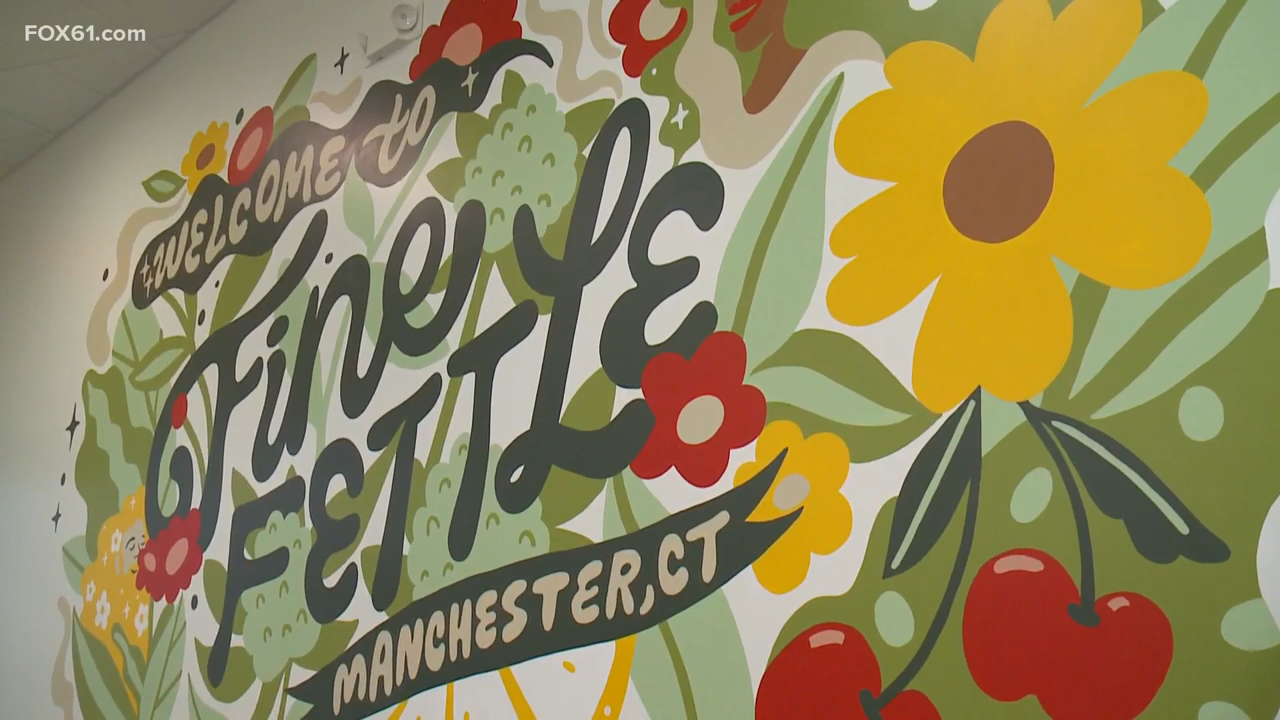 FOX61.com
WELCOME to
Fine
FETTLE
MANCHESTER, CT